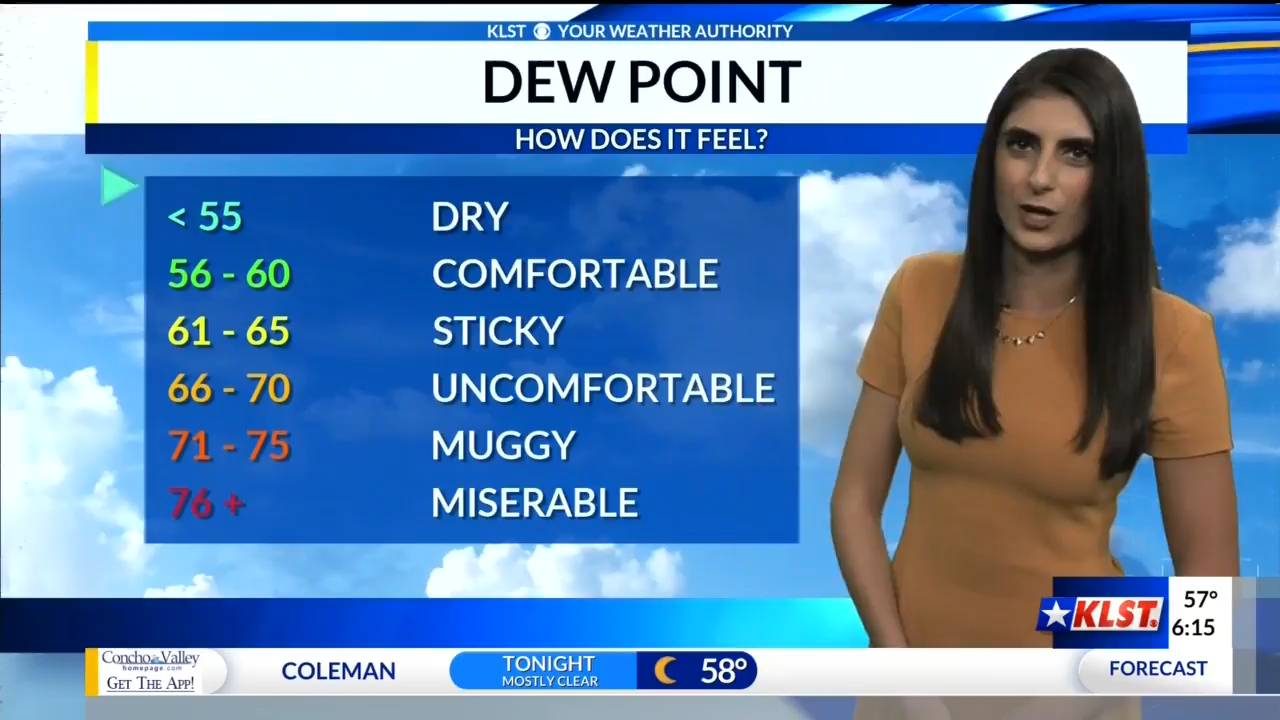 KLST YOUR WEATHER AUTHORITY
DEW POINT
HOW DOES IT FEEL?
< 55 DRY
56 - 60 COMFORTABLE
61 - 65 STICKY
66 - 70 UNCOMFORTABLE
71 - 75 MUGGY
76 + MISERABLE
KLST
57°
6:15
Concho Valley
homepage.com
GET THE APP!
COLEMAN
TONIGHT
MOSTLY CLEAR
58°
FORECAST